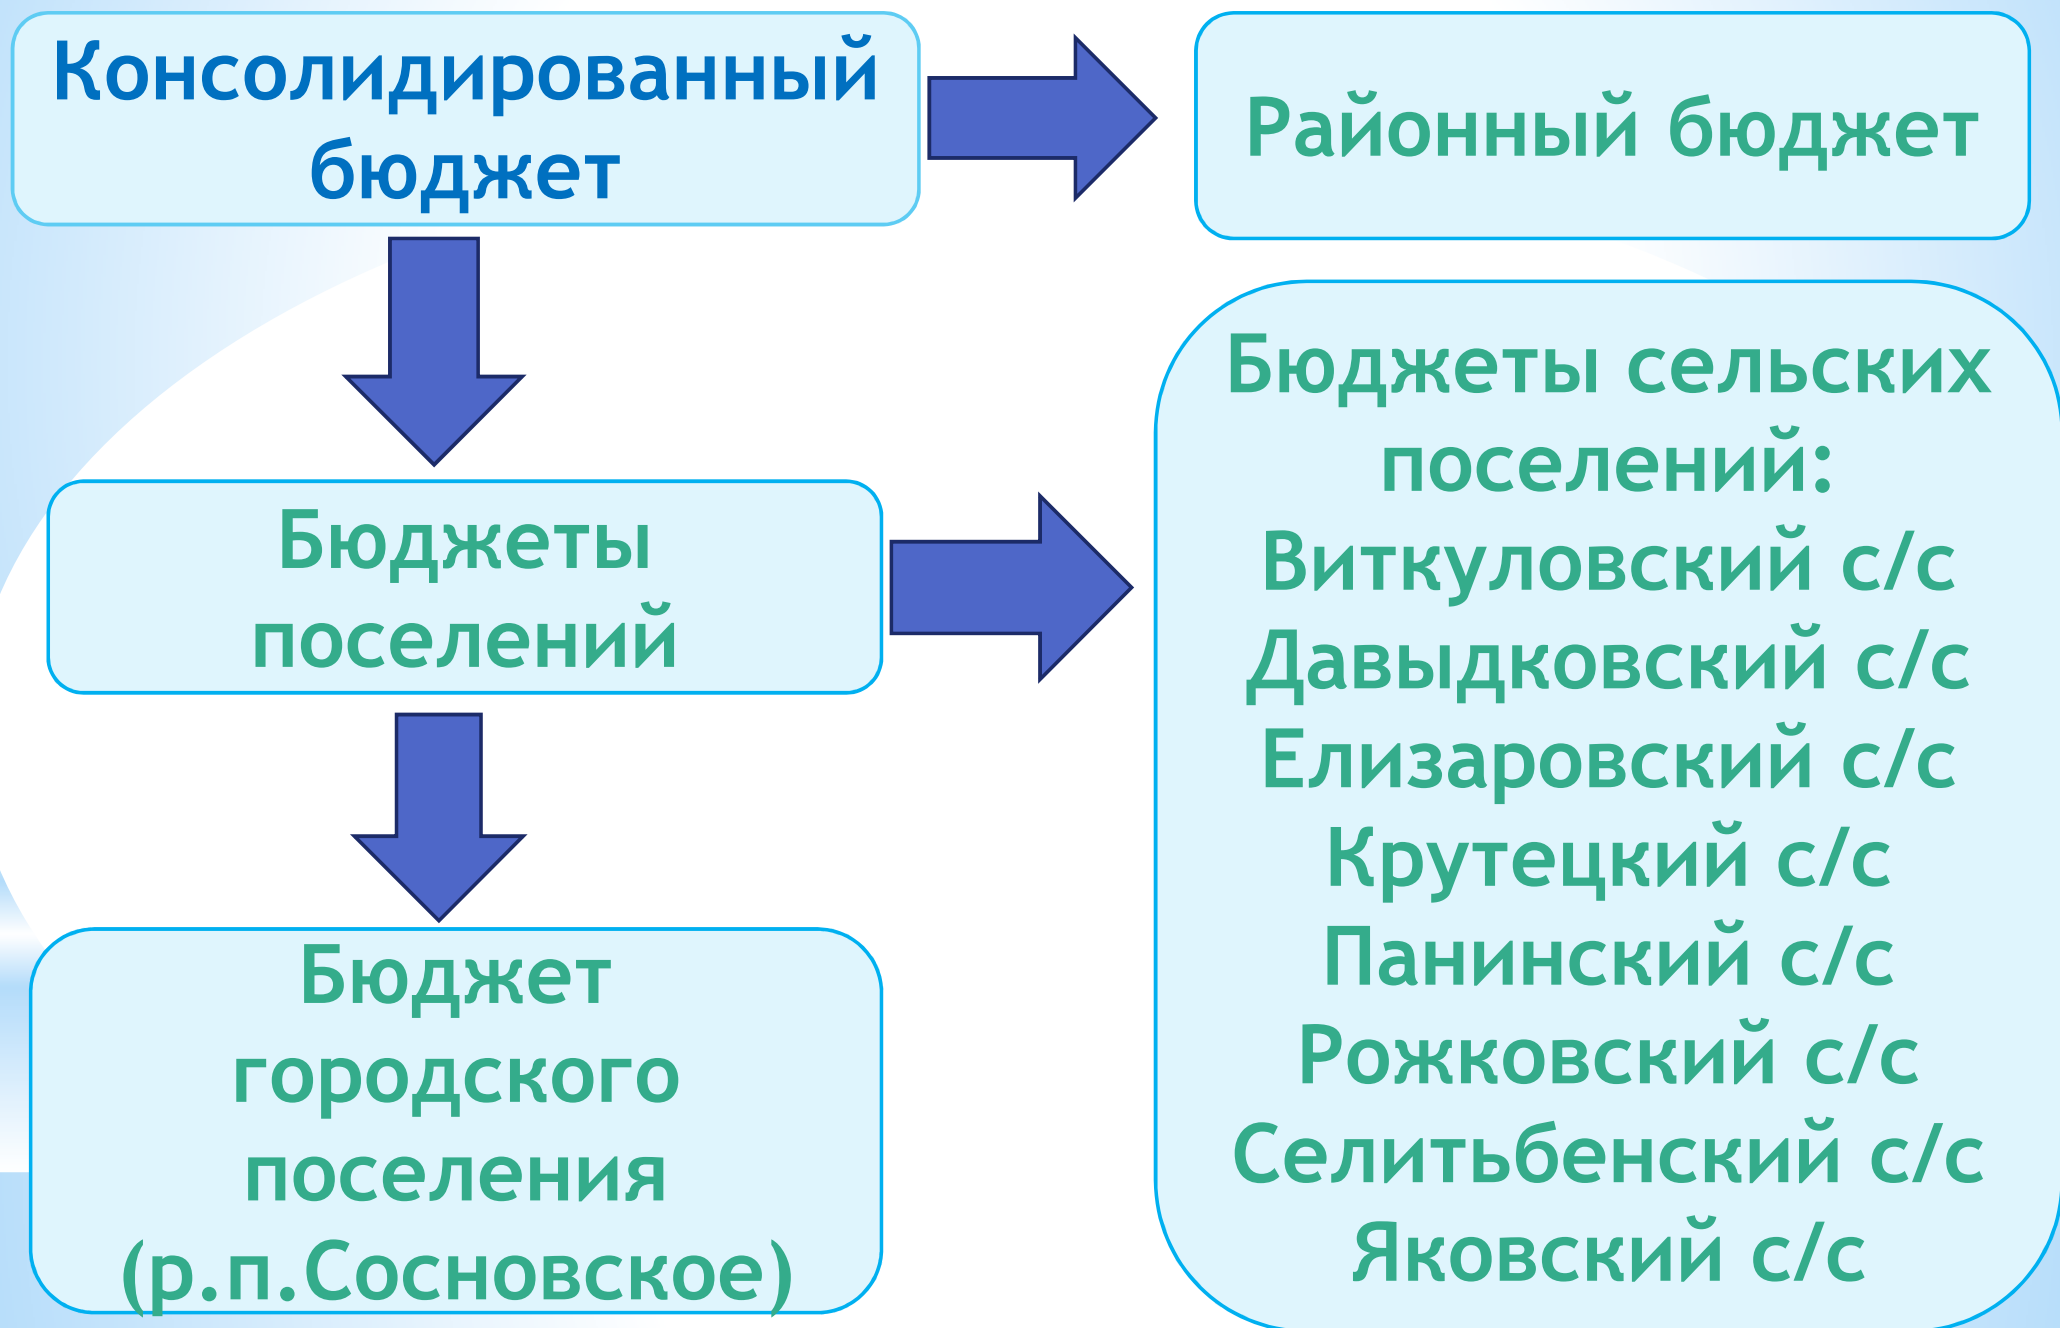 Консолидированный
бюджет
Районный бюджет
Бюджеты
поселений
Бюджеты сельских
поселений:
Виткуловский с/с
Давыдковский с/с
Елизаровский с/с
Крутецкий с/с
Панинский с/с
Рожковский с/с
Селитьбенский с/с
Яковский с/с
Бюджет
городского
поселения
(р.п.Сосновское)